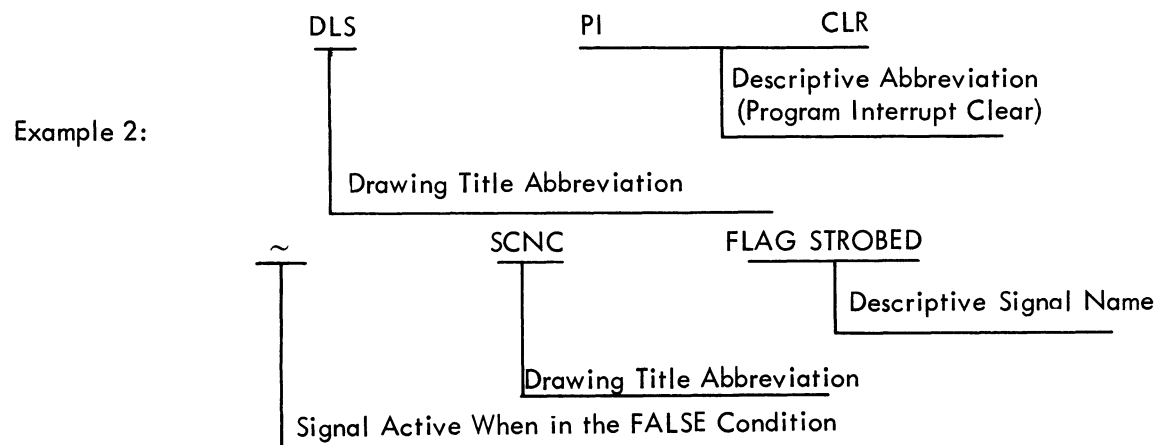 DLS PI CLR
Descriptive Abbreviation
(Program Interrupt Clear)
Example 2:
Drawing Title Abbreviation
~ SCNC FLAG STROBED
Descriptive Signal Name
Drawing Title Abbreviation
Signal Active When in the FALSE Condition